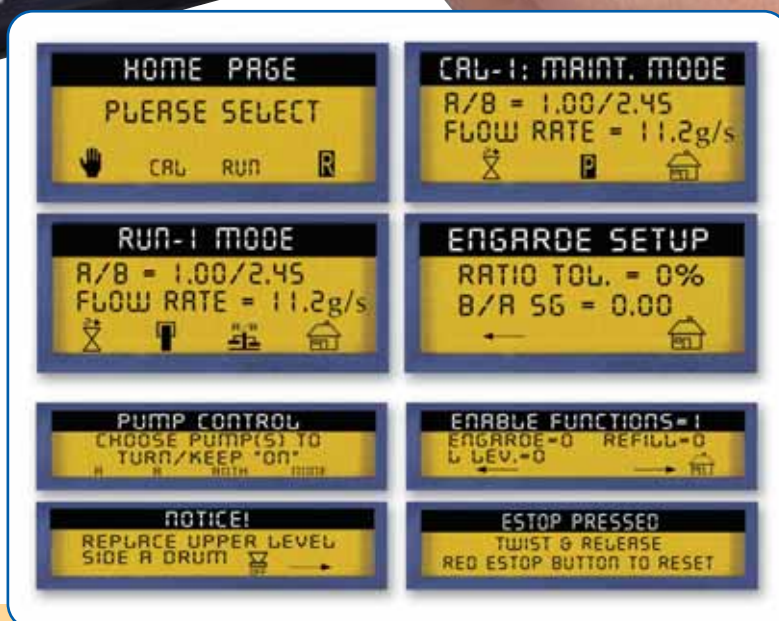 HOME PAGE
PLEASE SELECT
CAL RUN R
CAL-1: MAINT. MODE
A/B = 1.00/2.45
FLOW RATE = 11.2g/s
P
RUN-1 MODE
A/B = 1.00/2.45
FLOW RATE = 11.2g/s
A/B
ENGARDE SETUP
RATIO TOL. = 0%
B/A SG = 0.00
PUMP CONTROL
CHOOSE PUMP(S) TO
TURN/KEEP "ON"
BOTH NONE
ENABLE FUNCTIONS=1
ENGARDE=0 REFILL=0
L LEV.=0
NOTICE!
REPLACE UPPER LEVEL
SIDE A DRUM
OFF
ESTOP PRESSED
TWIST & RELEASE
RED ESTOP BUTTON TO RESET